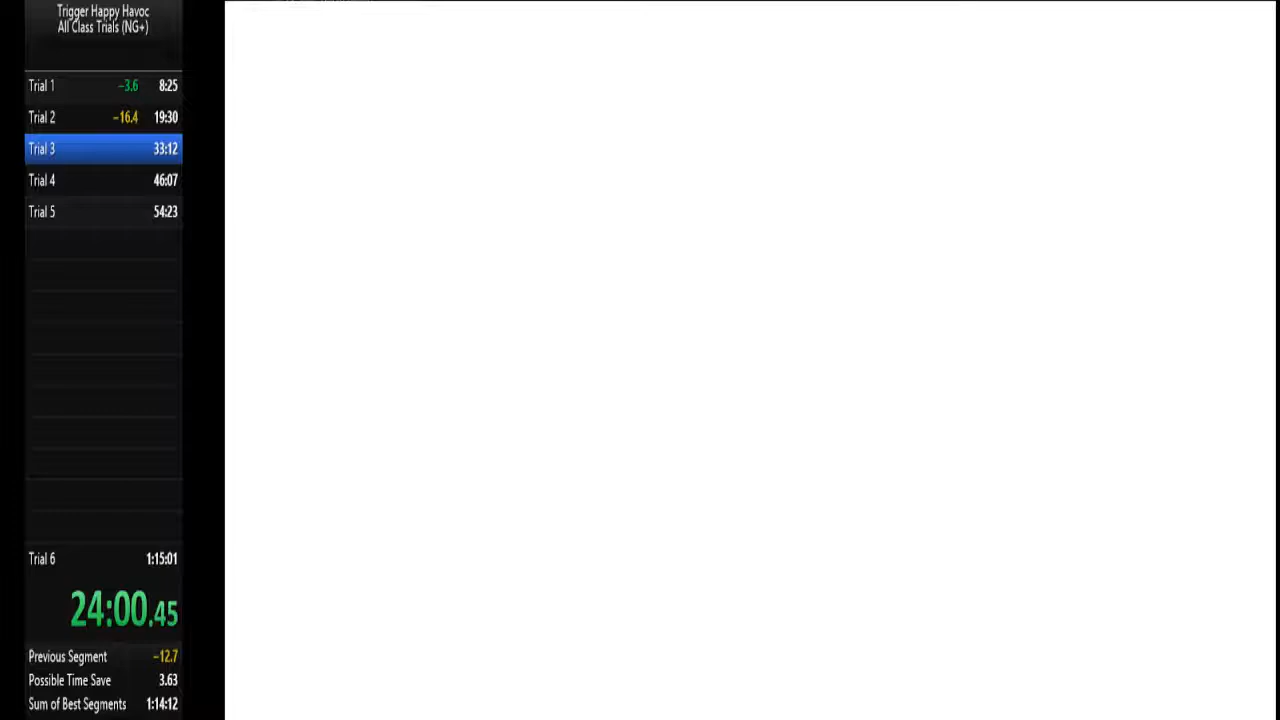 Trigger Happy Havoc
All Class Trials (NG+)
Trial 1 -3.6 8:25
Trial 2 -16.4 19:30
Trial 3 33:12
Trial 4 46:07
Trial 5 54:23
Trial 6 1:15:01
24:00.45
Previous Segment -12.7
Possible Time Save 3.63
Sum of Best Segments 1:14:12